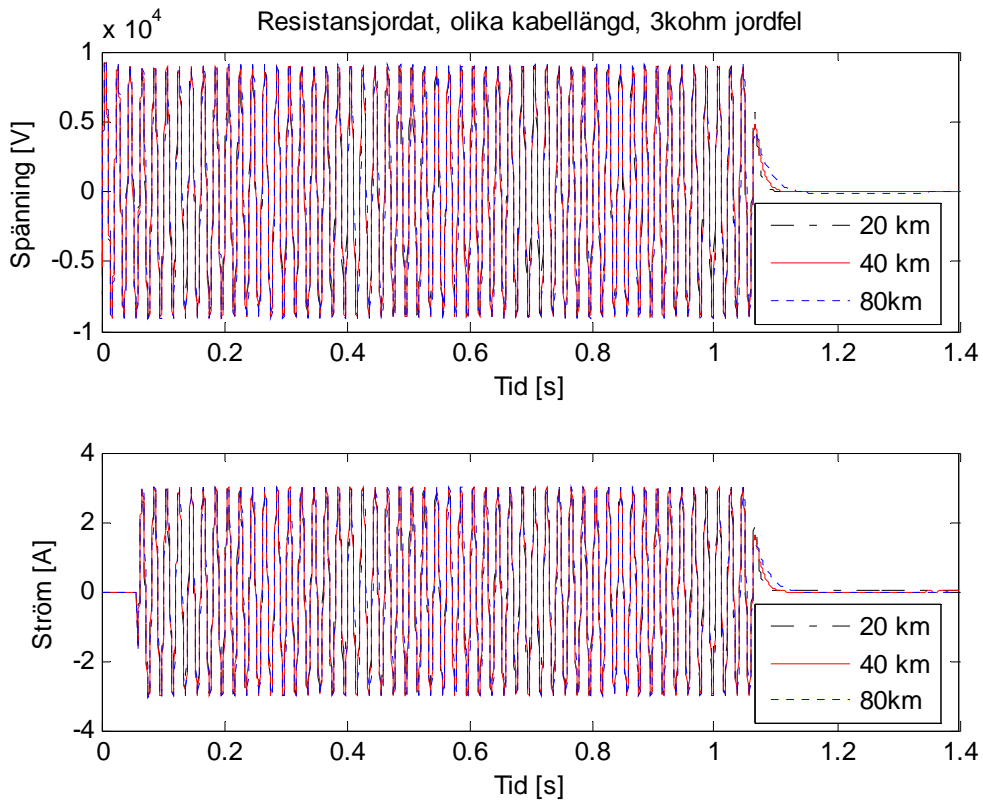 Resistansjordat, olika kabellängd, 3kohm jordfel
x 10^4
1
0.5
0
-0.5
-1
Spänning [V]
0 0.2 0.4 0.6 0.8 1 1.2 1.4
Tid [s]
20 km
40 km
80km
4
2
0
-2
-4
Ström [A]
0 0.2 0.4 0.6 0.8 1 1.2 1.4
Tid [s]
20 km
40 km
80km